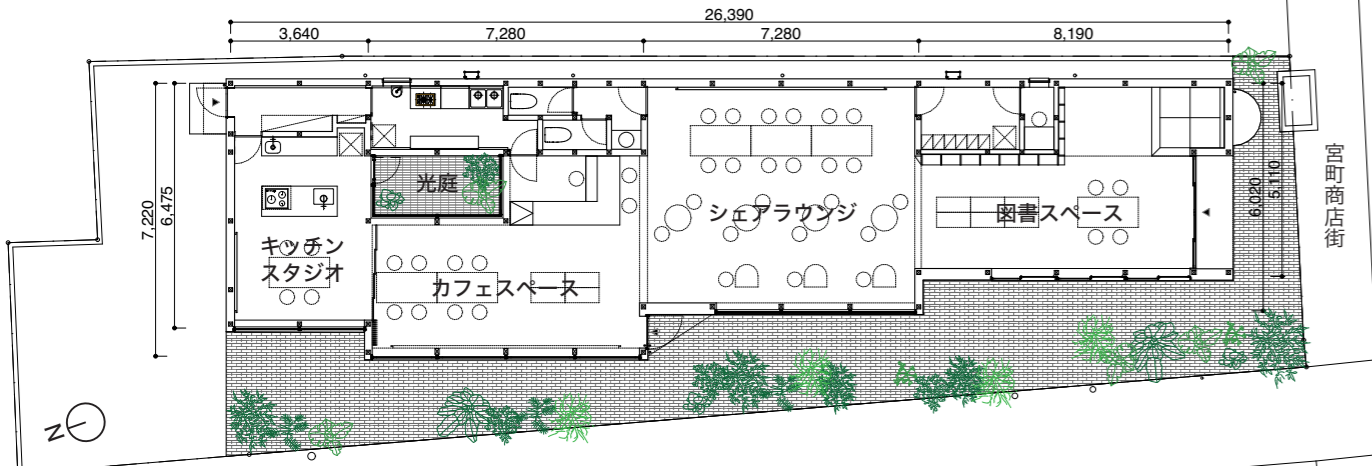 26,390
3,640
7,280
7,280
8,190
7,220
6,475
光庭
キッチン
スタジオ
カフェスペース
シェアラウンジ
図書スペース
6,020
5,110
宮町商店街
N